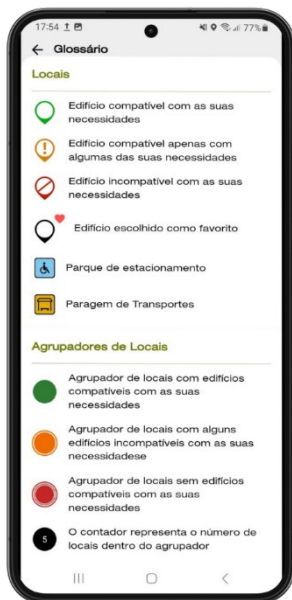 17:54
77%
Glossário
Locais
Edifício compatível com as suas
necessidades
Edifício compatível apenas com
algumas das suas necessidades
Edifício incompatível com as suas
necessidades
Edifício escolhido como favorito
Parque de estacionamento
Paragem de Transportes
Agrupadores de Locais
Agrupador de locais com edifícios
compatíveis com as suas
necessidades
Agrupador de locais com alguns
edifícios incompatíveis com as suas
necessidadese
Agrupador de locais sem edifícios
compatíveis com as suas
necessidades
5
O contador representa o número de
locais dentro do agrupador